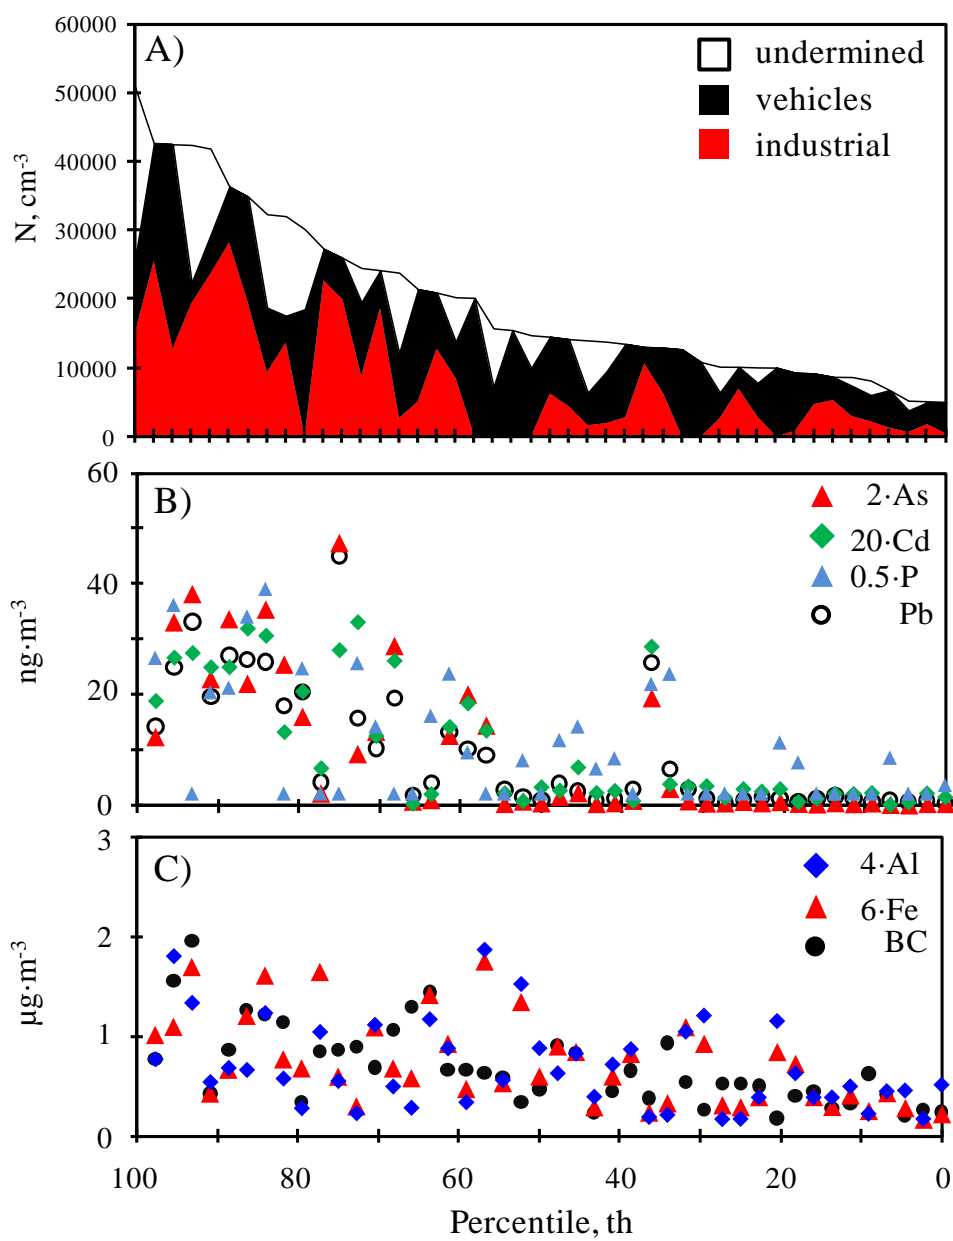 60000
A)
undermined
50000
vehicles
industrial
40000
N, cm-3
30000
20000
10000
0
60
B)
2·As
20·Cd
40
0.5·P
Pb
ng·m-3
20
0
3
C)
4·Al
6·Fe
BC
2
µg·m-3
1
0
100 80 60 40 20 0
Percentile, th